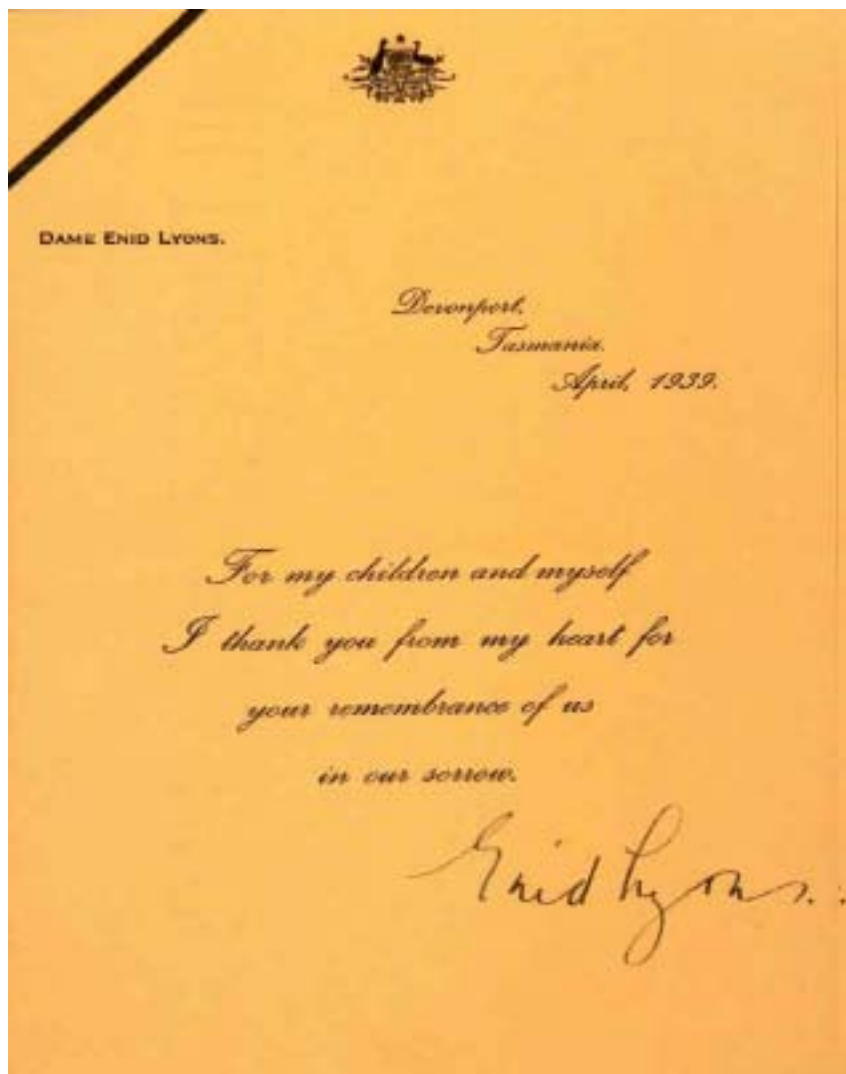 DAME ENID LYONS.
Devonport,
Tasmania.
April, 1939.
For my children and myself
I thank you from my heart for
your remembrance of us
in our sorrow.
Enid Lyons.